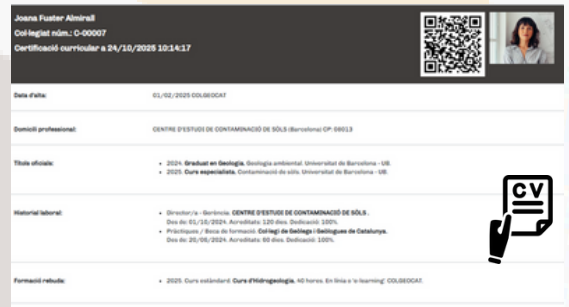 Joana Fuster Almirall
Col·legiat núm.: C-00007
Certificació curricular a 24/10/2025 10:14:17
Data d'alta:
01/02/2025 COLGEOCAT
Domicili professional:
CENTRE D'ESTUDI DE CONTAMINACIÓ DE SÒLS (Barcelona) CP: 08013
Títols oficials:
• 2024. Graduat en Geologia. Geologia ambiental. Universitat de Barcelona - UB.
• 2025. Curs especialista. Contaminació de sòls. Universitat de Barcelona - UB.
Historial laboral:
• Director/a - Gerència. CENTRE D'ESTUDI DE CONTAMINACIÓ DE SÒLS .
Des de: 01/10/2024. Acreditats: 120 dies. Dedicació: 100%.
• Pràctiques / Beca de formació. Col·legi de Geòlegs i Geòlogues de Catalunya.
Des de: 20/06/2024. Acreditats: 60 dies. Dedicació: 100%.
Formació rebuda:
• 2025. Curs estàndard. Curs d'Hidrogeologia. 40 hores. En línia o 'e-learning'. COLGEOCAT.
CV